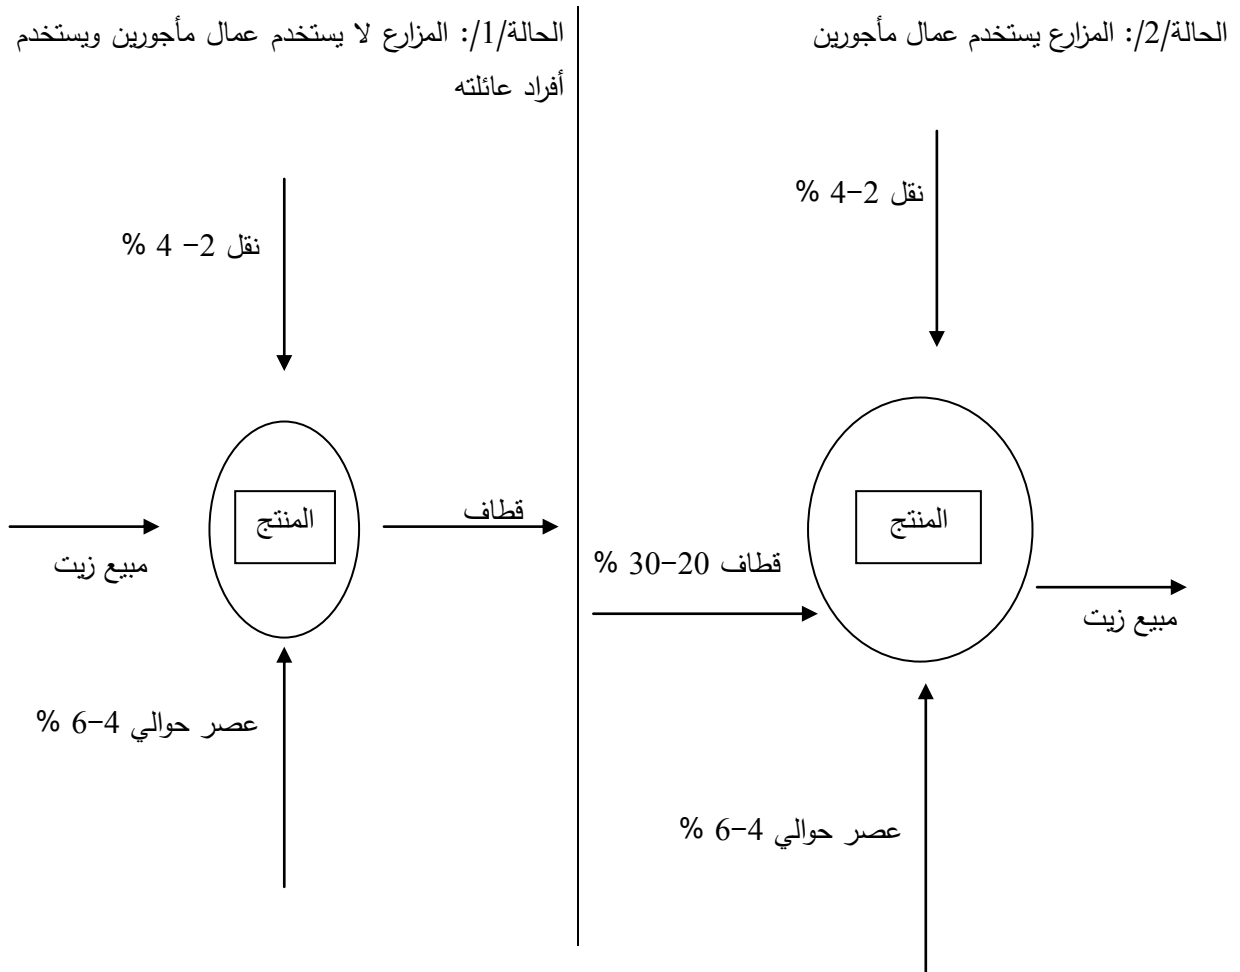 الحالة/2/: المزارع يستخدم عمال مأجورين
نقل 2-4 %
المنتج
قطاف 20-30 %
مبيع زيت
عصر حوالي 4-6 %
الحالة/1/: المزارع لا يستخدم عمال مأجورين ويستخدم
أفراد عائلته
نقل 2- 4 %
المنتج
قطاف
مبيع زيت
عصر حوالي 4-6 %